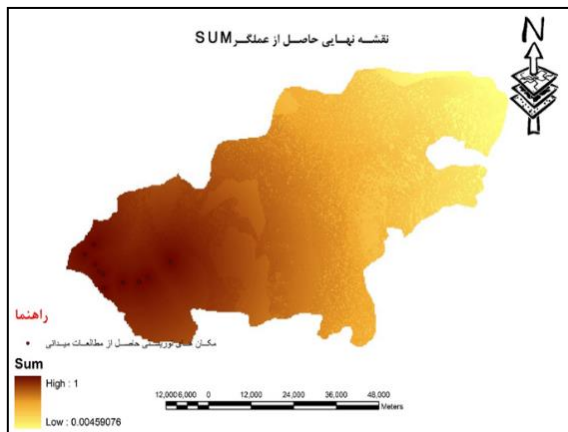 نقشه نهایی حاصل از عملگر SUM
N
راهنما
مکان های توریستی حاصل از مطالعات میدانی
Sum
High : 1
Low : 0.00459076
12,000 6,000 0 12,000 24,000 36,000 48,000
Meters